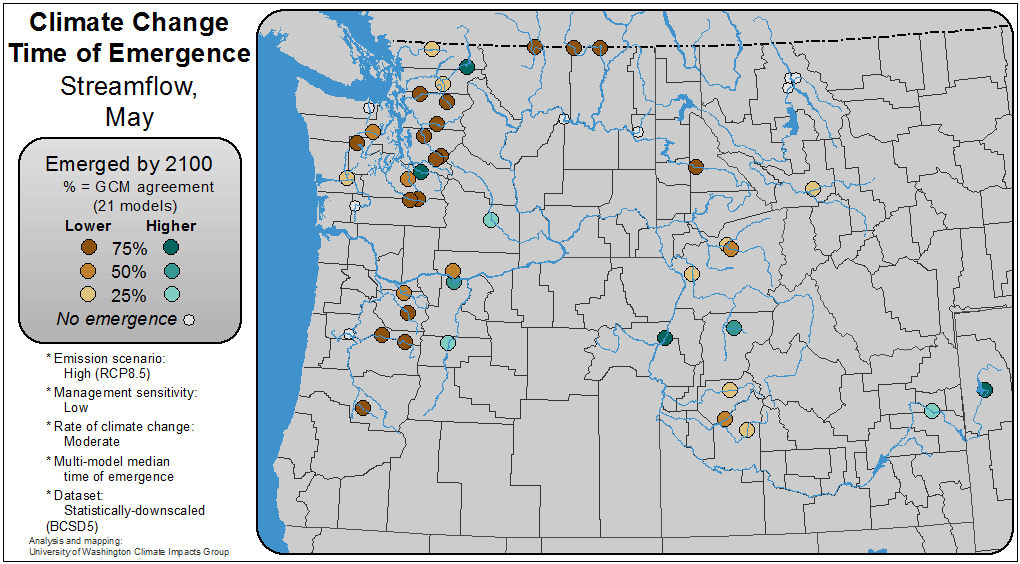 Climate Change
Time of Emergence
Streamflow,
May
Emerged by 2100
% = GCM agreement
(21 models)
Lower Higher
75%
50%
25%
No emergence
* Emission scenario:
High (RCP8.5)
* Management sensitivity:
Low
* Rate of climate change:
Moderate
* Multi-model median
time of emergence
* Dataset:
Statistically-downscaled
(BCSD5)
Analysis and mapping:
University of Washington Climate Impacts Group